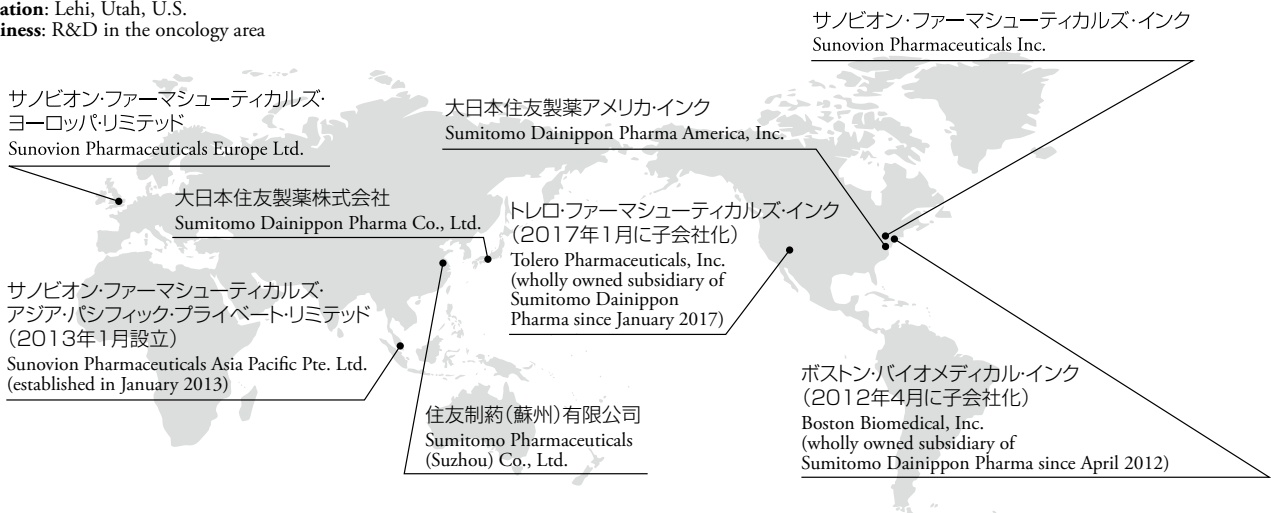 ation: Lehi, Utah, U.S.
iness: R&D in the oncology area
サノビオン・ファーマシューティカルズ・インク
Sunovion Pharmaceuticals Inc.
サノビオン・ファーマシューティカルズ・
ヨーロッパ・リミテッド
Sunovion Pharmaceuticals Europe Ltd.
大日本住友製薬アメリカ・インク
Sumitomo Dainippon Pharma America, Inc.
大日本住友製薬株式会社
Sumitomo Dainippon Pharma Co., Ltd.
トレロ・ファーマシューティカルズ・インク
（2017年1月に子会社化）
Tolero Pharmaceuticals, Inc.
(wholly owned subsidiary of
Sumitomo Dainippon
Pharma since January 2017)
サノビオン・ファーマシューティカルズ・
アジア・パシフィック・プライベート・リミテッド
（2013年1月設立）
Sunovion Pharmaceuticals Asia Pacific Pte. Ltd.
(established in January 2013)
住友制葯（蘇州）有限公司
Sumitomo Pharmaceuticals
(Suzhou) Co., Ltd.
ボストン・バイオメディカル・インク
（2012年4月に子会社化）
Boston Biomedical, Inc.
(wholly owned subsidiary of
Sumitomo Dainippon Pharma since April 2012)